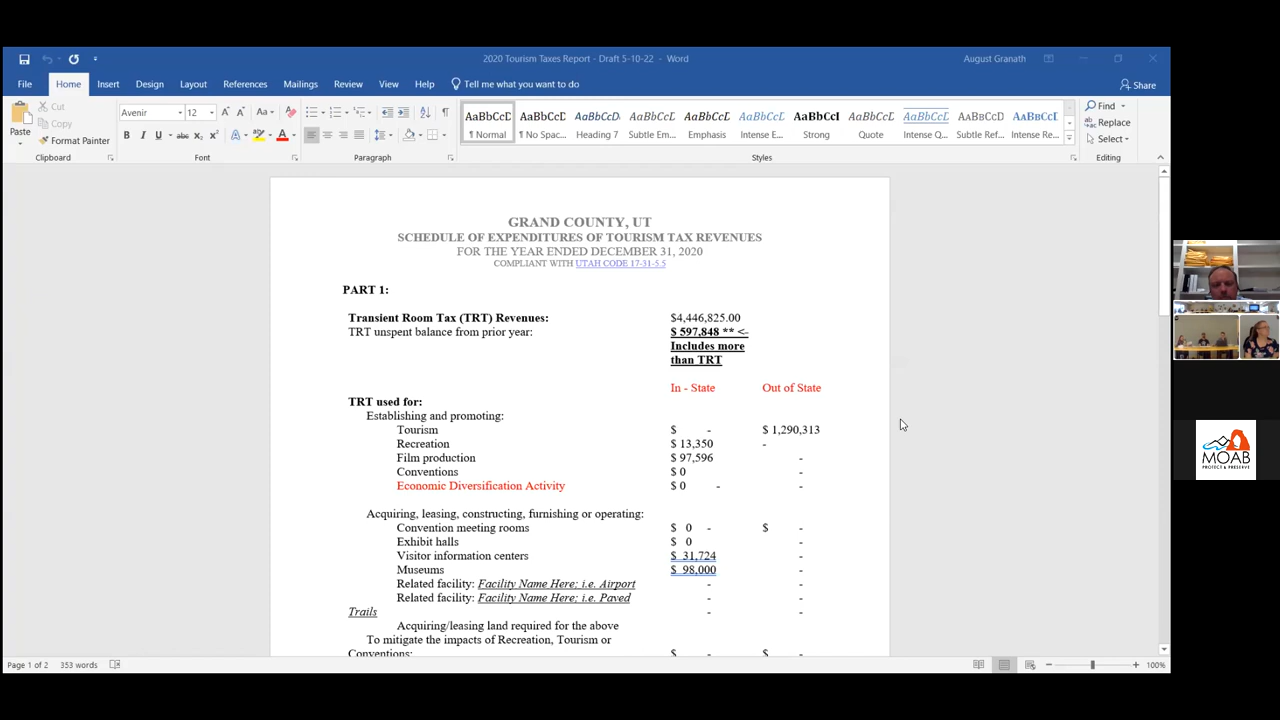 2020 Tourism Taxes Report - Draft 5-10-22 - Word
August Granath
File Home Insert Design Layout References Mailings Review View Help Tell me what you want to do
Share
Paste
Cut
Copy
Format Painter
Clipboard
Avenir 12
Font
Paragraph
AaBbCcD AaBbCcD AaBbCcD AaBbCcD AaBbCcD AaBbCcD AaBbCcD AaBbCcD AaBbCcD AaBbCcD AaBbCcD
¶ Normal ¶ No Spac... Heading 7 Subtle Em... Emphasis Intense E... Strong Quote Intense Q... Subtle Ref... Intense Re...
Styles
Find
Replace
Select
Editing
GRAND COUNTY, UT
SCHEDULE OF EXPENDITURES OF TOURISM TAX REVENUES
FOR THE YEAR ENDED DECEMBER 31, 2020
COMPLIANT WITH UTAH CODE 17-31-5.5
PART 1:
Transient Room Tax (TRT) Revenues: $4,446,825.00
TRT unspent balance from prior year: $ 597,848 ** <-
Includes more
than TRT
In - State Out of State
TRT used for:
Establishing and promoting:
Tourism $ - $ 1,290,313
Recreation $ 13,350 -
Film production $ 97,596 -
Conventions $ 0 -
Economic Diversification Activity $ 0 - -
Acquiring, leasing, constructing, furnishing or operating:
Convention meeting rooms $ 0 - $ -
Exhibit halls $ 0 -
Visitor information centers $ 31,724 -
Museums $ 98,000 -
Related facility: Facility Name Here; i.e. Airport - -
Related facility: Facility Name Here; i.e. Paved - -
Trails - -
Acquiring/leasing land required for the above
To mitigate the impacts of Recreation, Tourism or
Conventions: $ - $ -
Page 1 of 2 353 words
100%
MOAB
PROTECT & PRESERVE